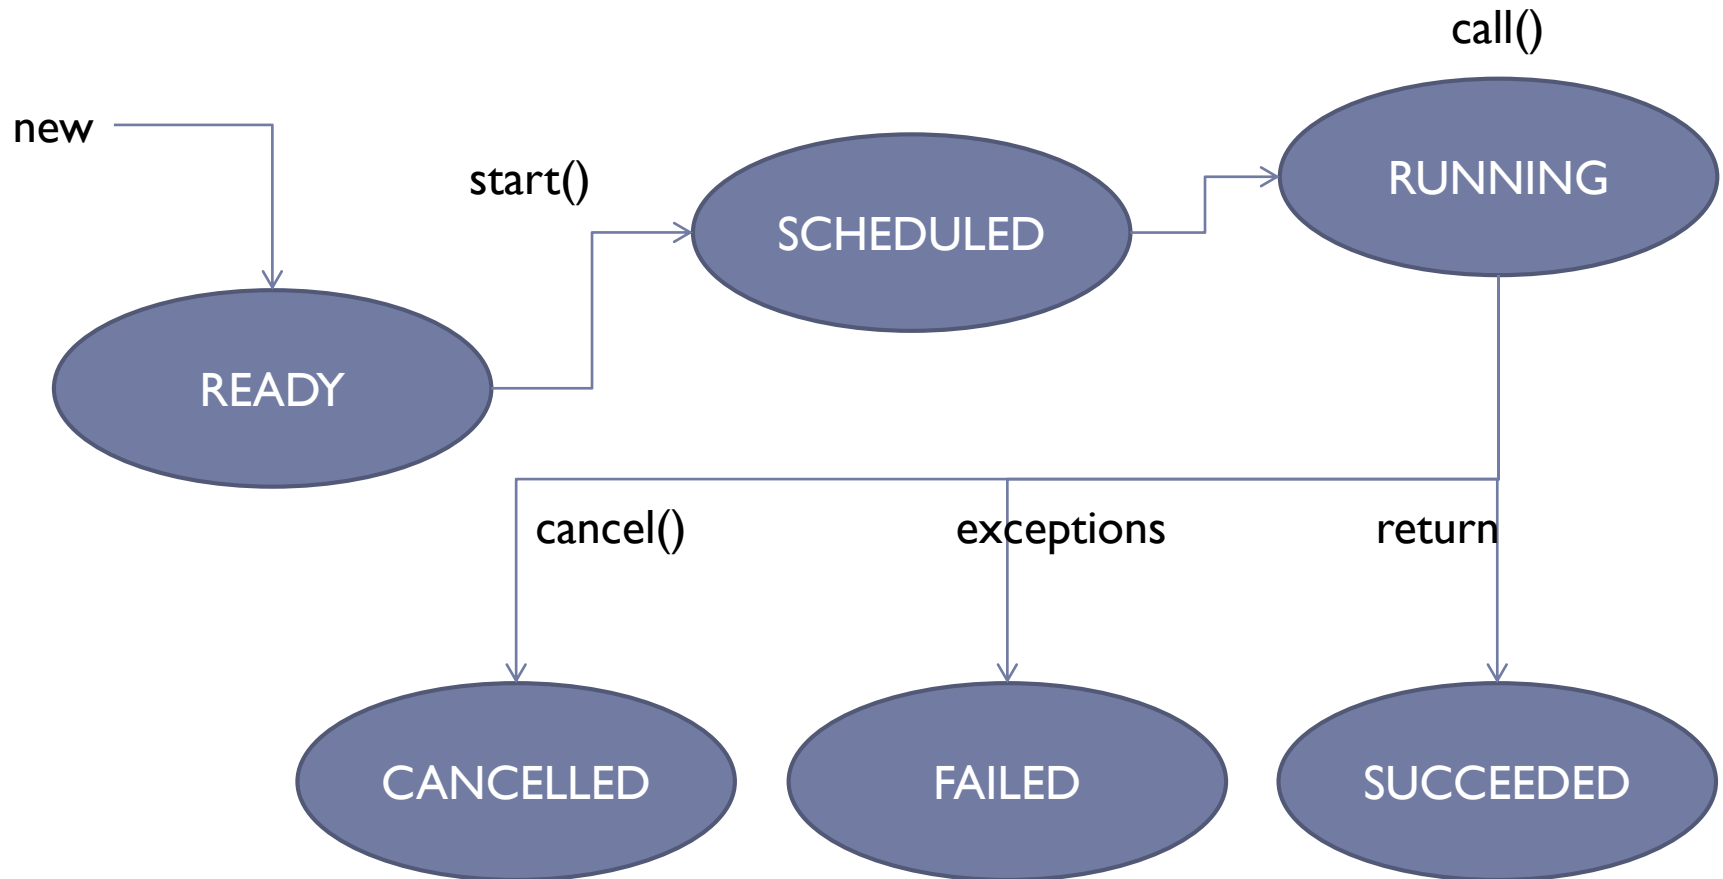 call()
new
start()
SCHEDULED
RUNNING
READY
cancel()
exceptions
return
CANCELLED
FAILED
SUCCEEDED